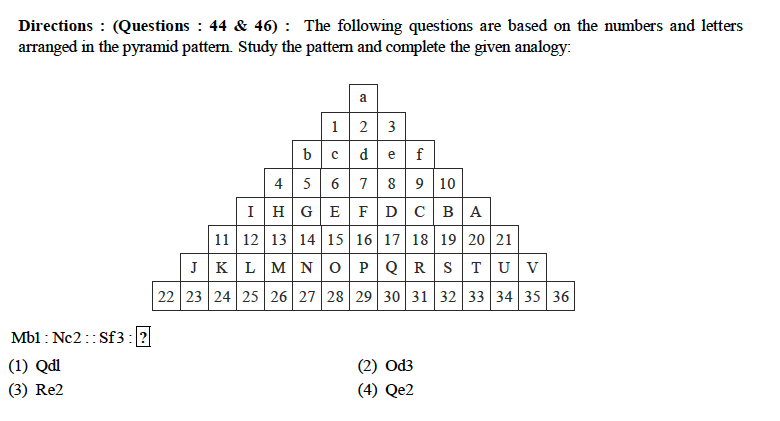 Directions : (Questions : 44 & 46) : The following questions are based on the numbers and letters
arranged in the pyramid pattern. Study the pattern and complete the given analogy:
a
1 2 3
b c d e f
4 5 6 7 8 9 10
I H G E F D C B A
11 12 13 14 15 16 17 18 19 20 21
J K L M N O P Q R S T U V
22 23 24 25 26 27 28 29 30 31 32 33 34 35 36
Mb1 : Nc2 : : Sf3 : ?
(1) Qdl (2) Od3
(3) Re2 (4) Qe2